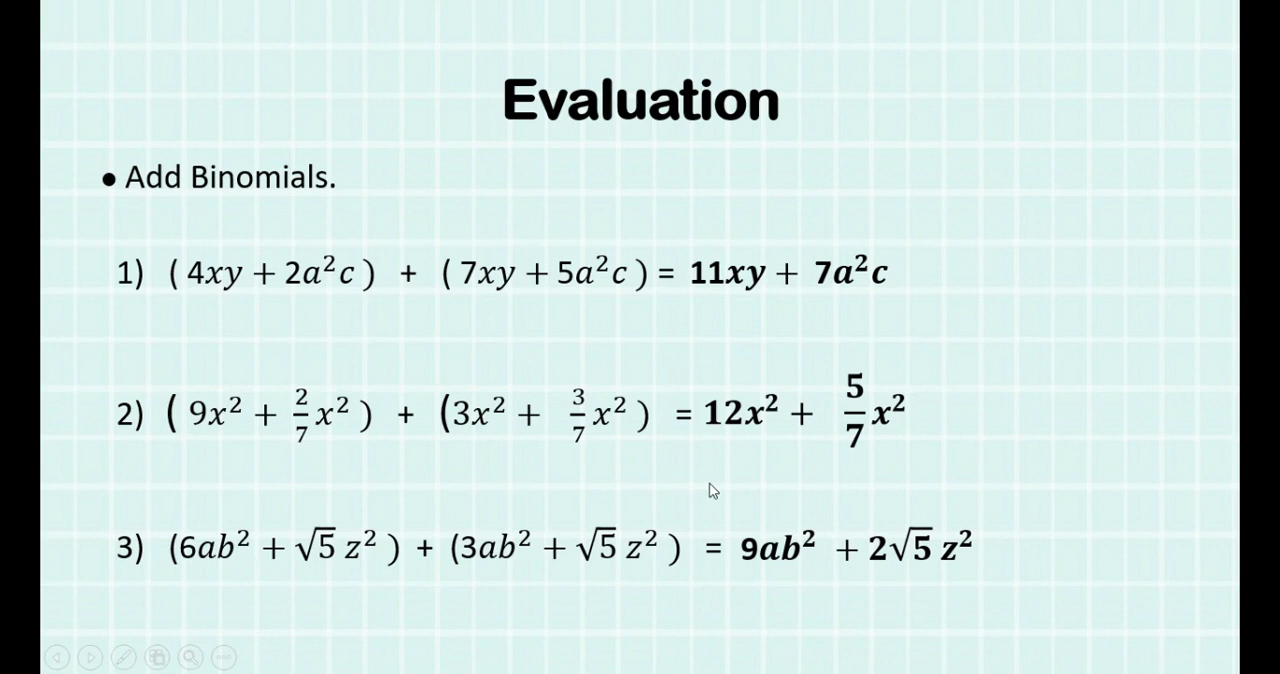 Evaluation
• Add Binomials.
1) ( 4xy + 2a²c ) + ( 7xy + 5a²c ) = 11xy + 7a²c
2) ( 9x² + 2/7 x² ) + (3x² + 3/7 x² ) = 12x² + 5/7 x²
3) (6ab² + √5 z² ) + (3ab² + √5 z² ) = 9ab² + 2√5 z²